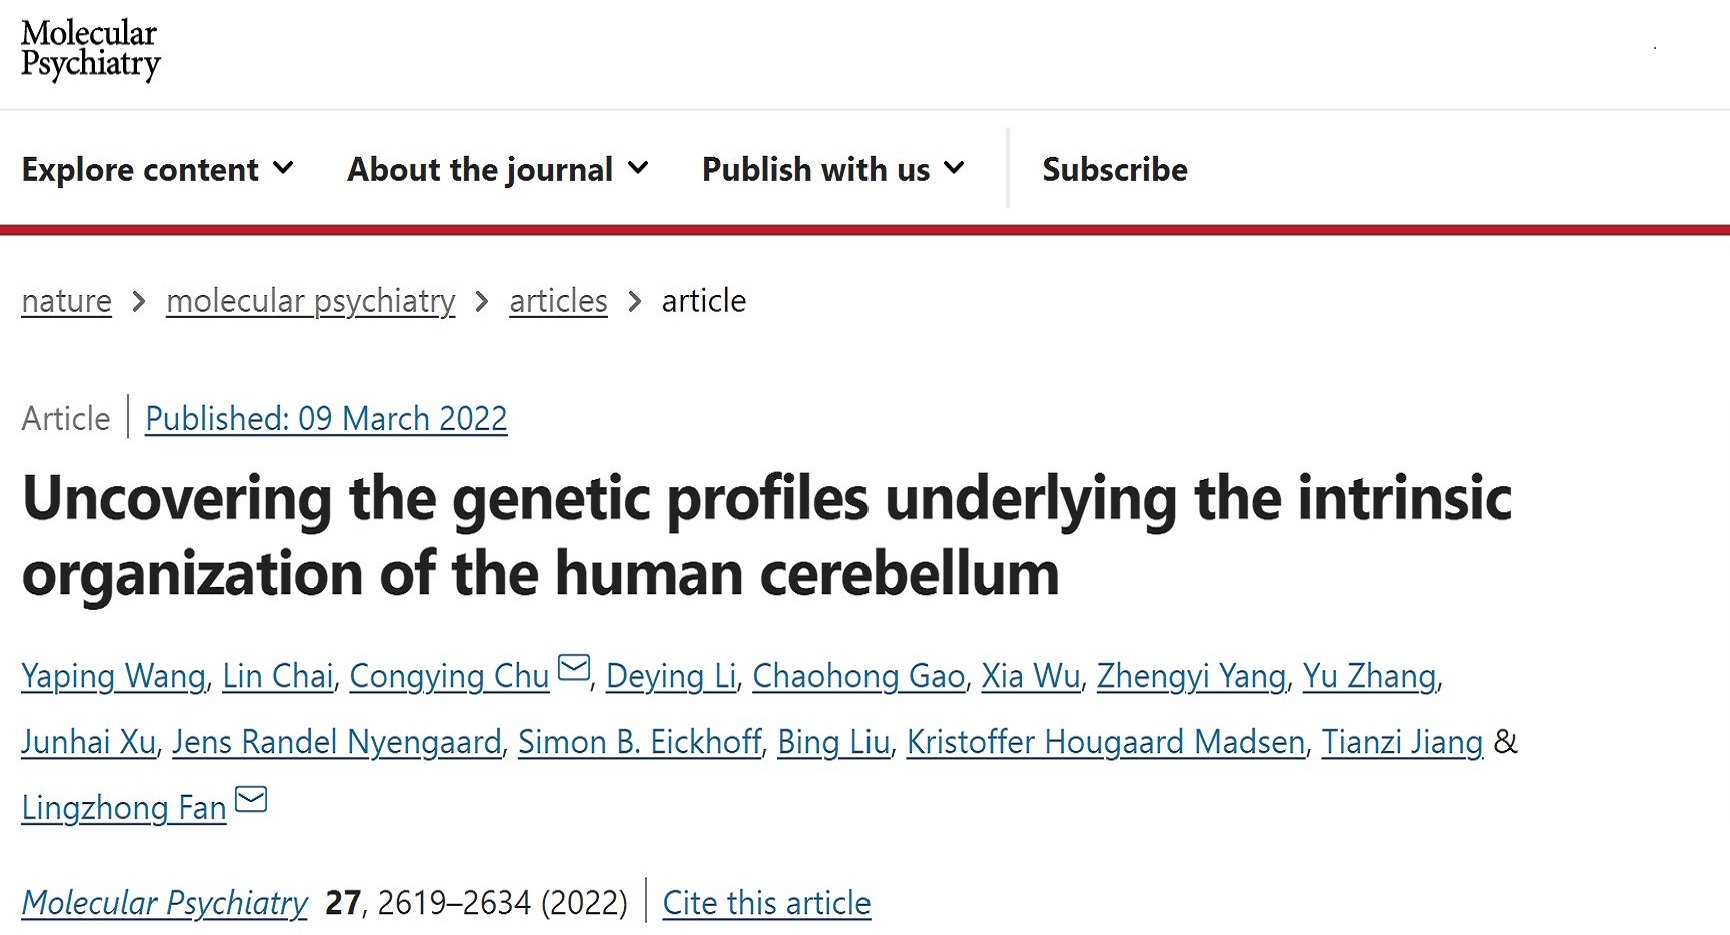 Molecular
Psychiatry
Explore content
About the journal
Publish with us
Subscribe
nature > molecular psychiatry > articles > article
Article | Published: 09 March 2022
Uncovering the genetic profiles underlying the intrinsic
organization of the human cerebellum
Yaping Wang, Lin Chai, Congying Chu, Deying Li, Chaohong Gao, Xia Wu, Zhengyi Yang, Yu Zhang,
Junhai Xu, Jens Randel Nyengaard, Simon B. Eickhoff, Bing Liu, Kristoffer Hougaard Madsen, Tianzi Jiang &
Lingzhong Fan
Molecular Psychiatry 27, 2619–2634 (2022) | Cite this article